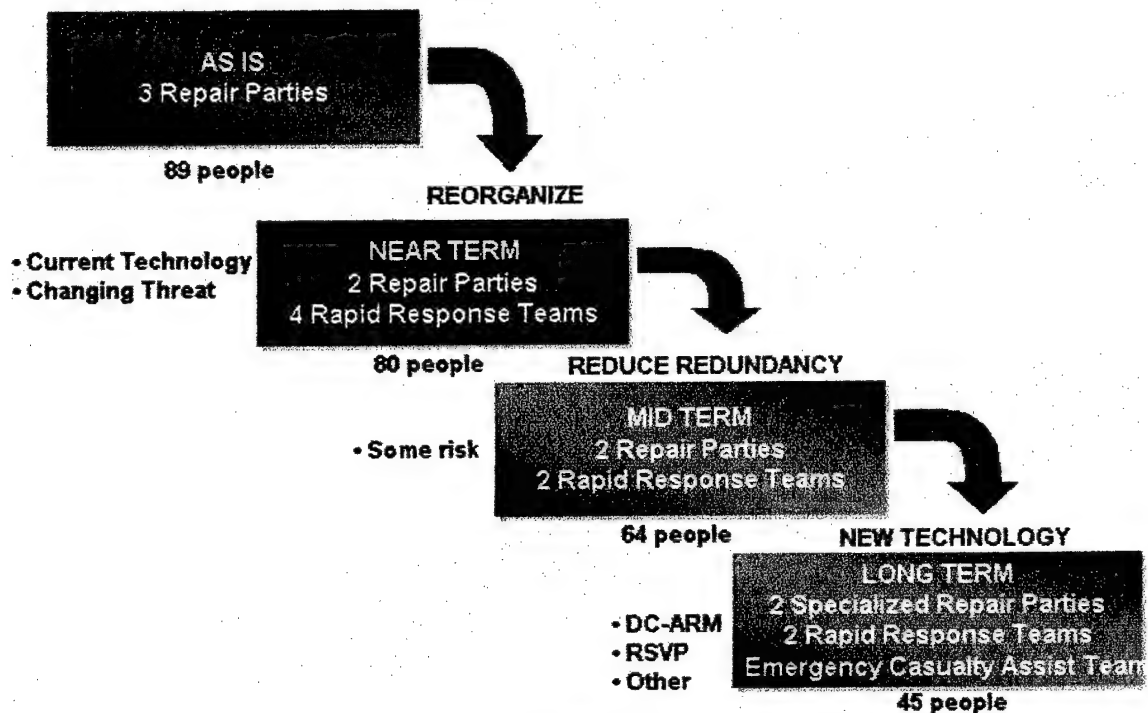 AS IS
3 Repair Parties
89 people
REORGANIZE
• Current Technology
• Changing Threat
NEAR TERM
2 Repair Parties
4 Rapid Response Teams
80 people
REDUCE REDUNDANCY
• Some risk
MID TERM
2 Repair Parties
2 Rapid Response Teams
64 people
NEW TECHNOLOGY
• DC-ARM
• RSVP
• Other
LONG TERM
2 Specialized Repair Parties
2 Rapid Response Teams
Emergency Casualty Assist Team
45 people